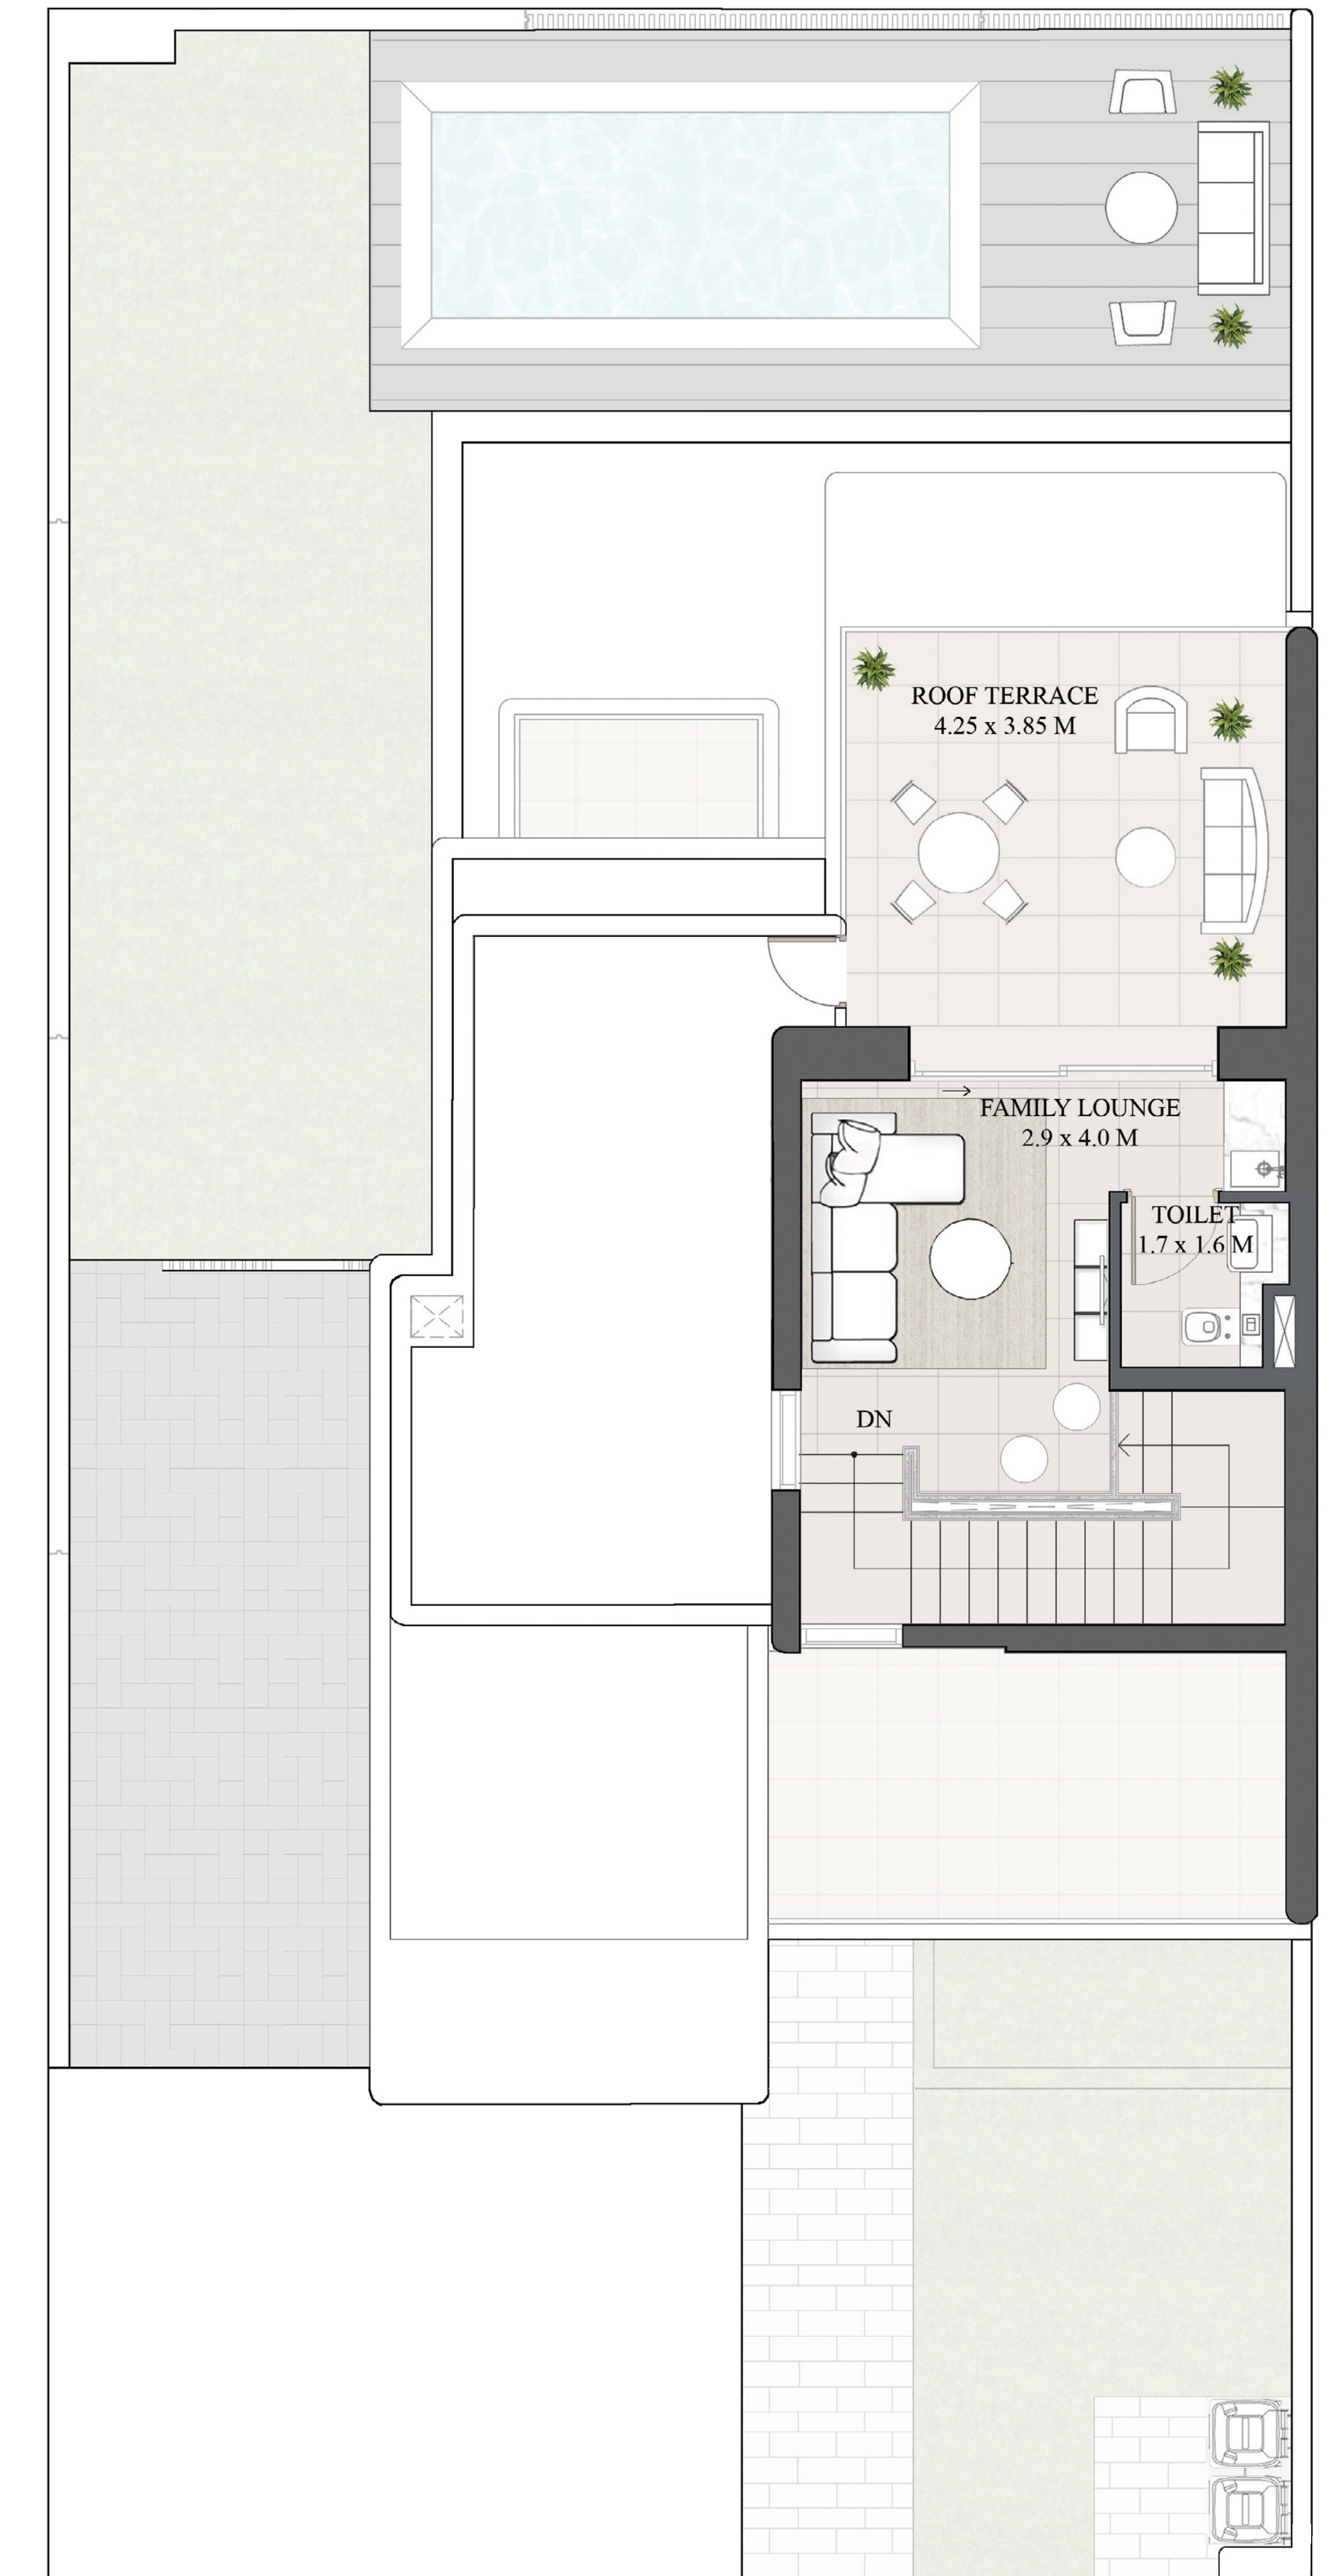 ROOF TERRACE
4.25 x 3.85 M
FAMILY LOUNGE
2.9 x 4.0 M
TOILET
1.7 x 1.6 M
DN